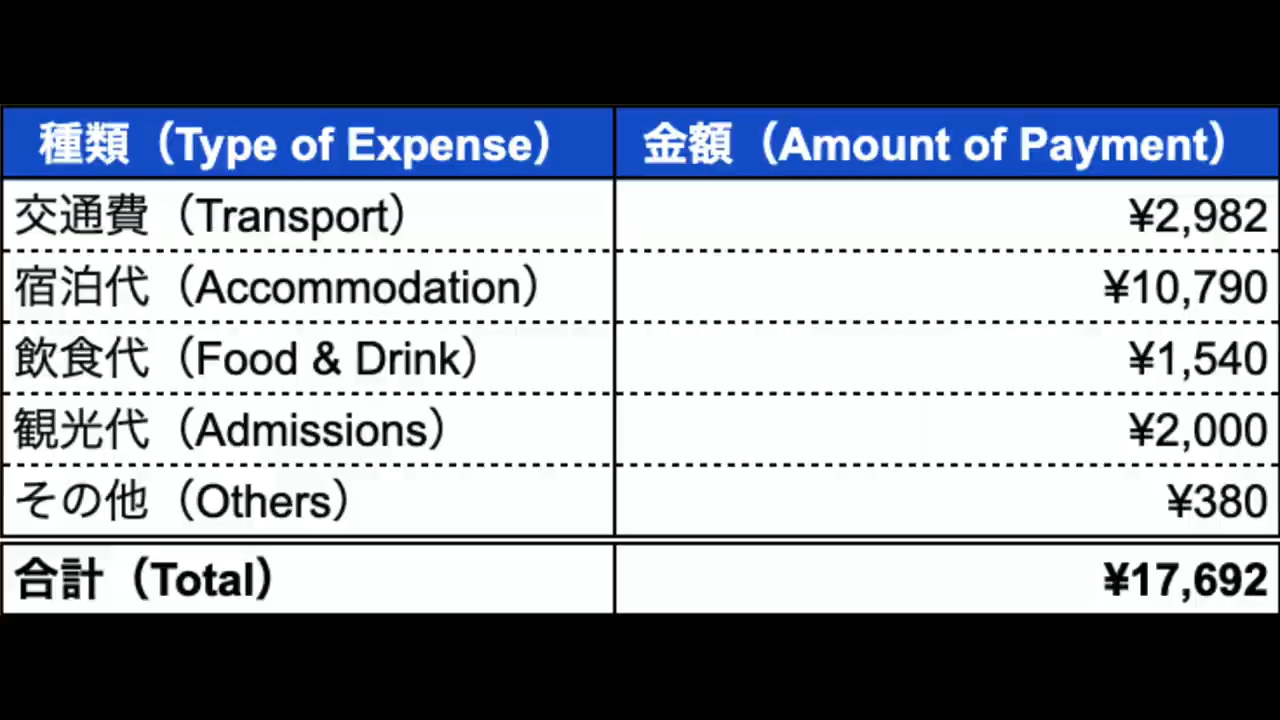 種類（Type of Expense） 金額（Amount of Payment）
交通費（Transport） ¥2,982
宿泊代（Accommodation） ¥10,790
飲食代（Food & Drink） ¥1,540
観光代（Admissions） ¥2,000
その他（Others） ¥380
合計（Total） ¥17,692